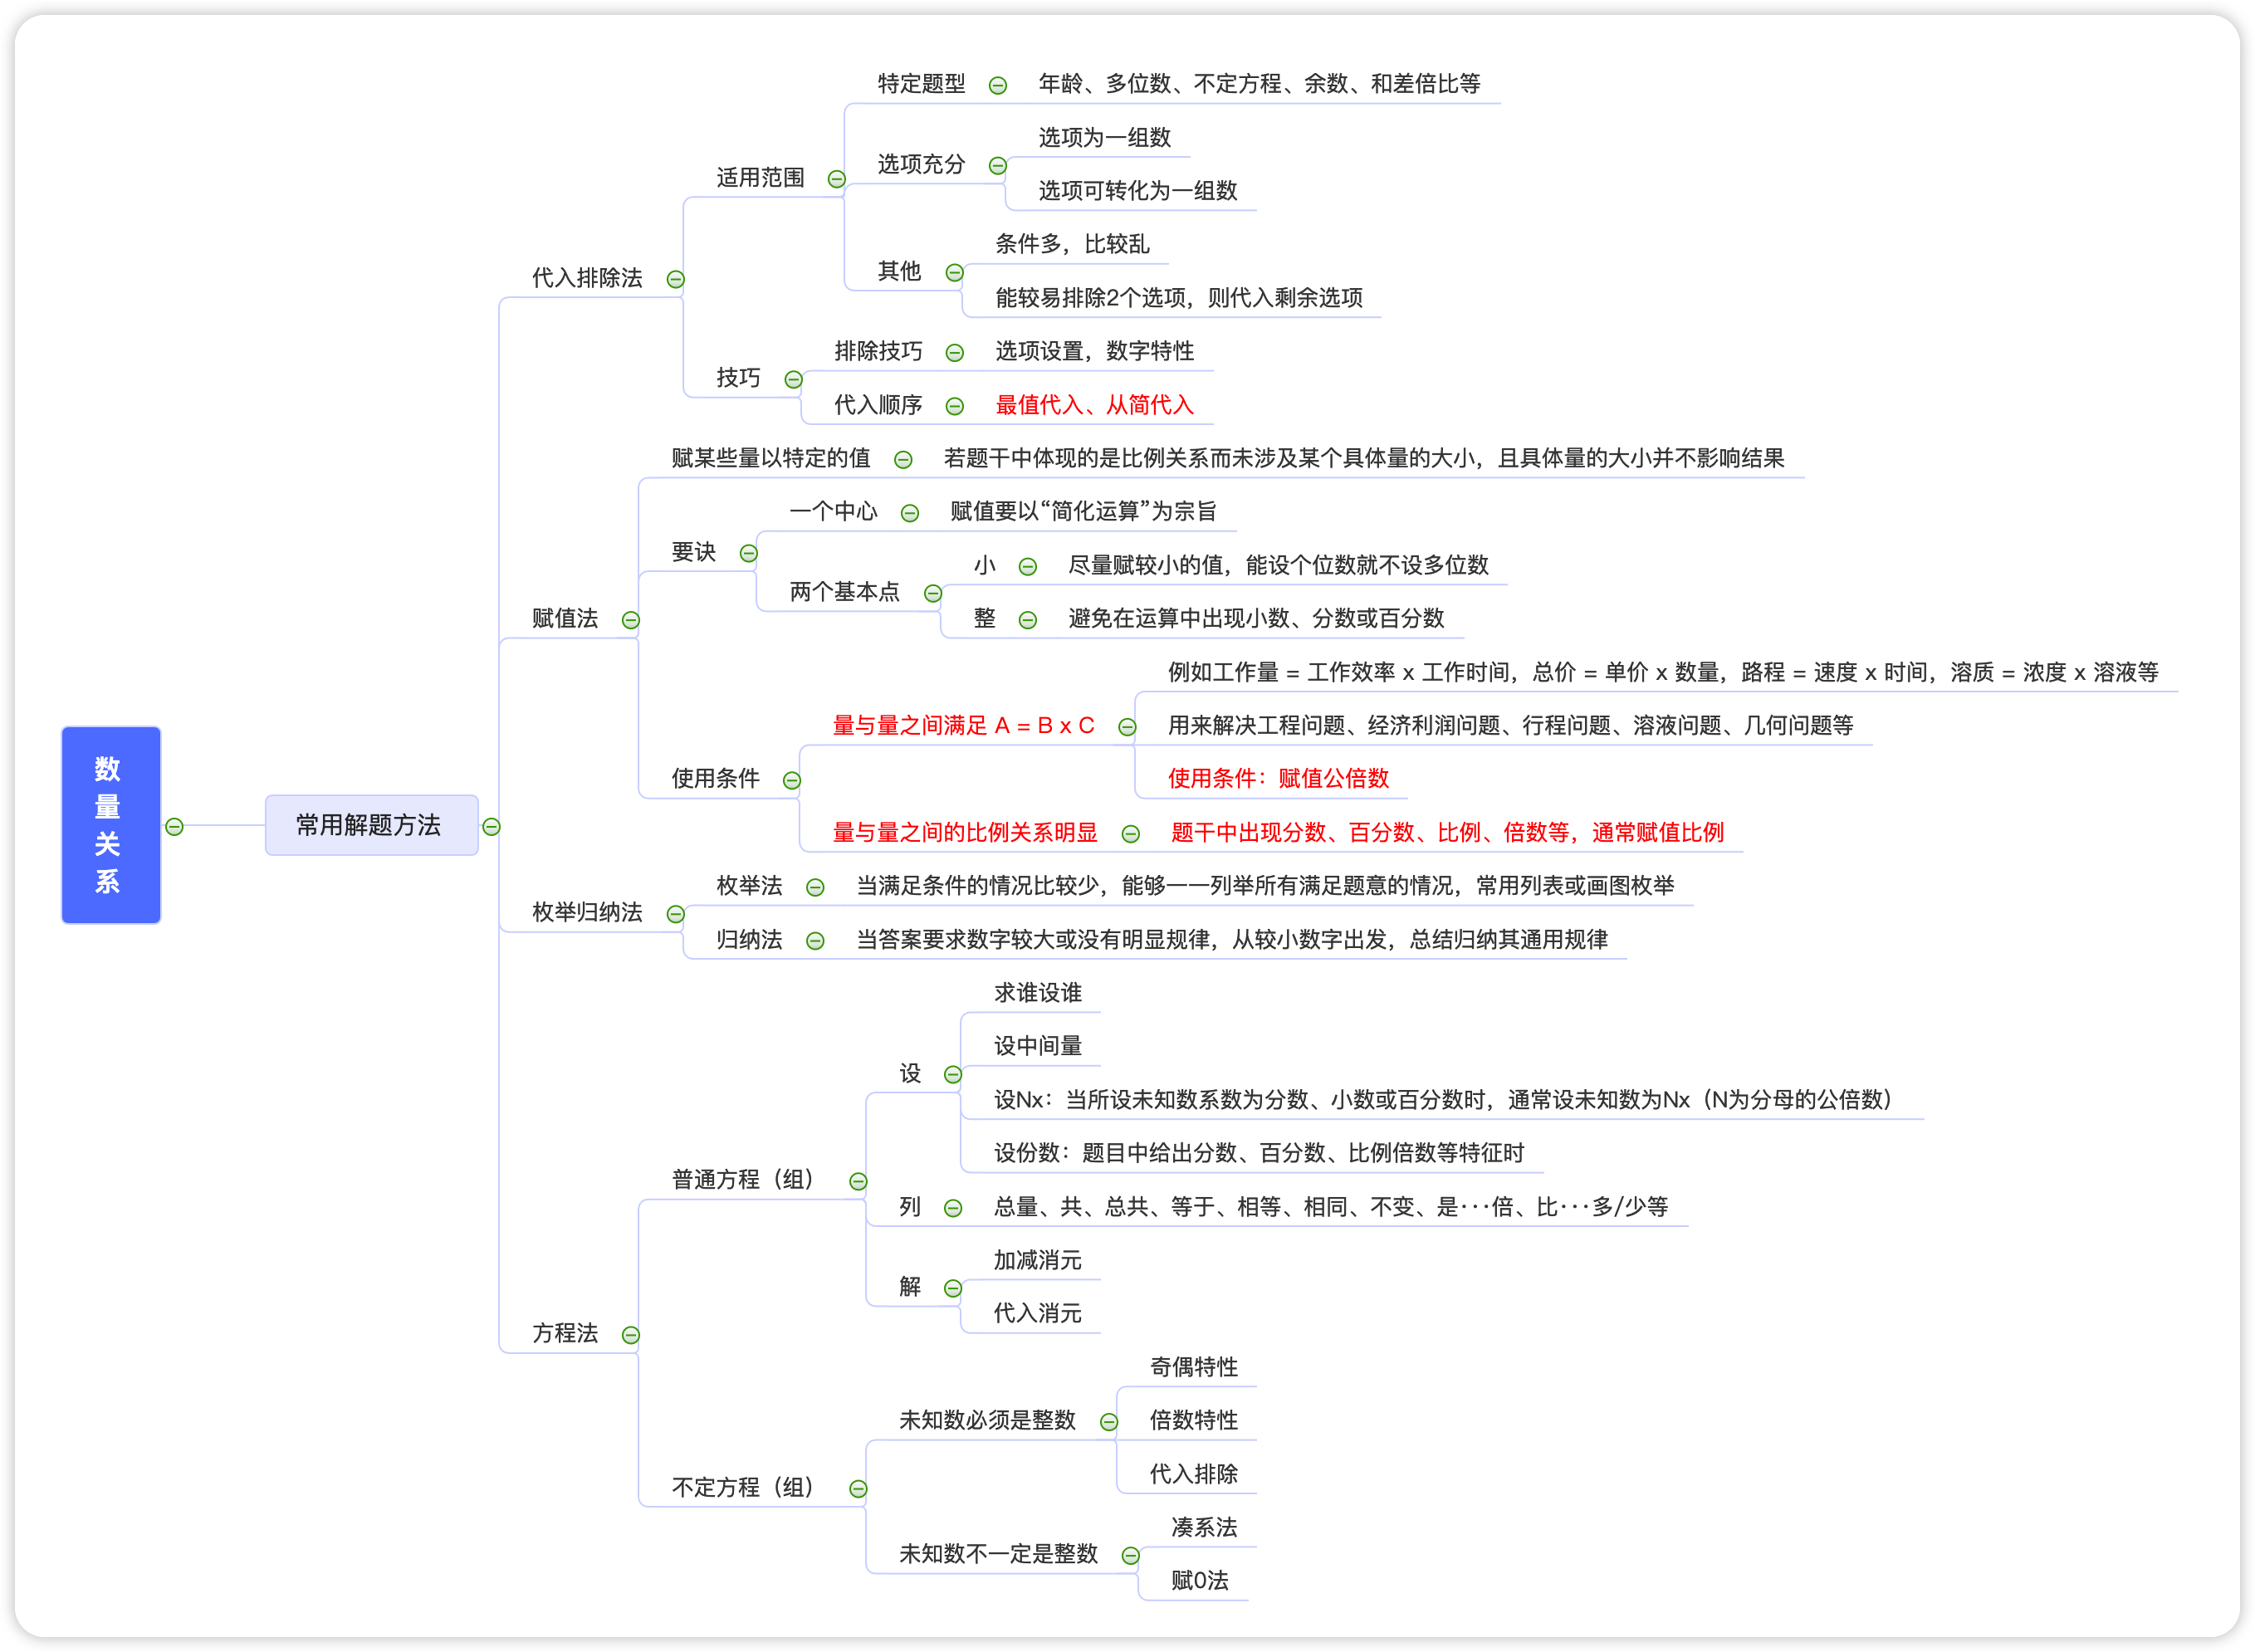 数量关系
常用解题方法
代入排除法
适用范围
特定题型
年龄、多位数、不定方程、余数、和差倍比等
选项充分
选项为一组数
选项可转化为一组数
其他
条件多，比较乱
能较易排除2个选项，则代入剩余选项
技巧
排除技巧
选项设置，数字特性
代入顺序
最值代入、从简代入
赋值法
赋某些量以特定的值
若题干中体现的是比例关系而未涉及某个具体量的大小，且具体量的大小并不影响结果
要诀
一个中心
赋值要以“简化运算”为宗旨
两个基本点
小
尽量赋较小的值，能设个位数就不设多位数
整
避免在运算中出现小数、分数或百分数
使用条件
量与量之间满足 A = B x C
例如工作量 = 工作效率 x 工作时间，总价 = 单价 x 数量，路程 = 速度 x 时间，溶质 = 浓度 x 溶液等
用来解决工程问题、经济利润问题、行程问题、溶液问题、几何问题等
使用条件：赋值公倍数
量与量之间的比例关系明显
题干中出现分数、百分数、比例、倍数等，通常赋值比例
枚举归纳法
枚举法
当满足条件的情况比较少，能够一一列举所有满足题意的情况，常用列表或画图枚举
归纳法
当答案要求数字较大或没有明显规律，从较小数字出发，总结归纳其通用规律
方程法
普通方程（组）
设
求谁设谁
设中间量
设Nx：当所设未知数系数为分数、小数或百分数时，通常设未知数为Nx（N为分母的公倍数）
设份数：题目中给出分数、百分数、比例倍数等特征时
列
总量、共、总共、等于、相等、相同、不变、是···倍、比···多/少等
解
加减消元
代入消元
不定方程（组）
未知数必须是整数
奇偶特性
倍数特性
代入排除
未知数不一定是整数
凑系法
赋0法